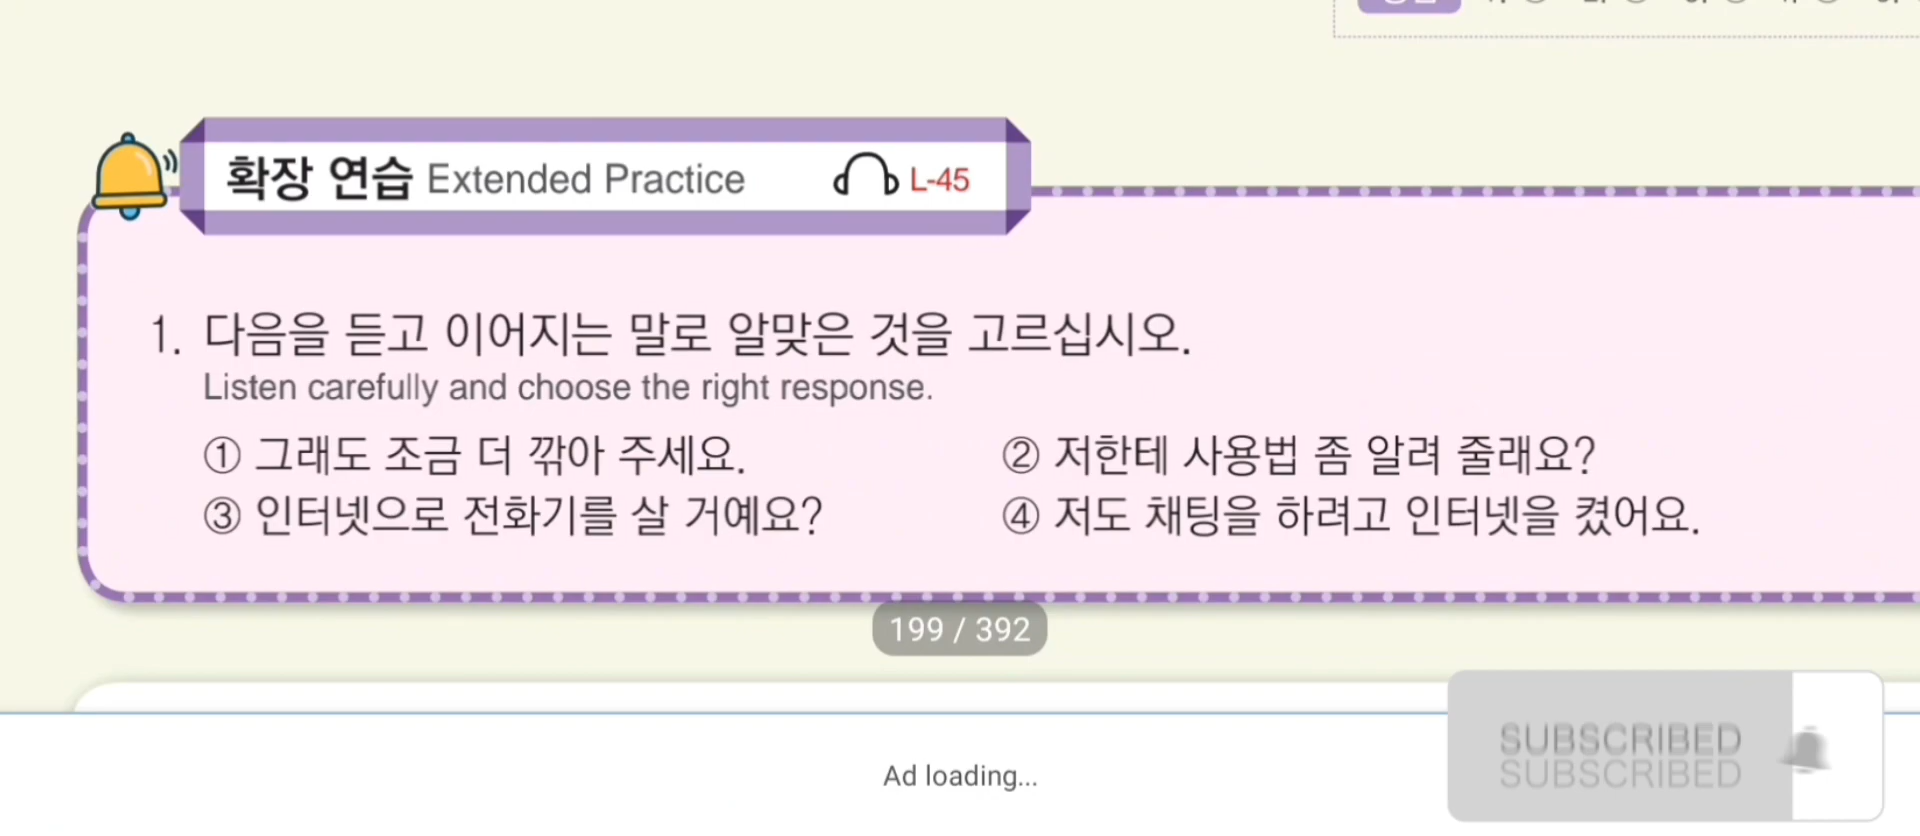 확장 연습 Extended Practice L-45
1. 다음을 듣고 이어지는 말로 알맞은 것을 고르십시오.
Listen carefully and choose the right response.
① 그래도 조금 더 깎아 주세요. ② 저한테 사용법 좀 알려 줄래요?
③ 인터넷으로 전화기를 살 거예요? ④ 저도 채팅을 하려고 인터넷을 켰어요.
199 / 392
SUBSCRIBED
SUBSCRIBED
Ad loading...